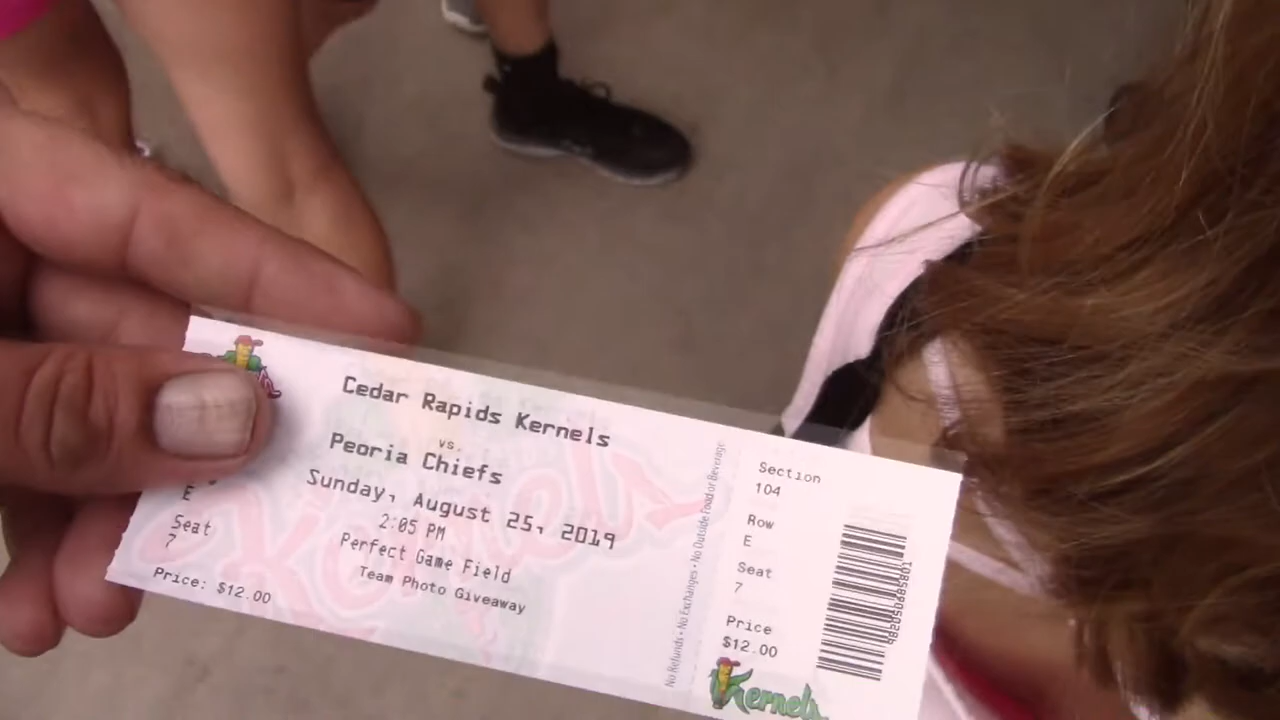 Cedar Rapids Kernels
vs.
Peoria Chiefs
Sunday, August 25, 2019
2:05 PM
Perfect Game Field
Team Photo Giveaway
E
Seat
7
Price: $12.00
No Refunds • No Exchanges • No Outside Food or Beverage
Section
104
Row
E
Seat
7
Price
$12.00
Kernels